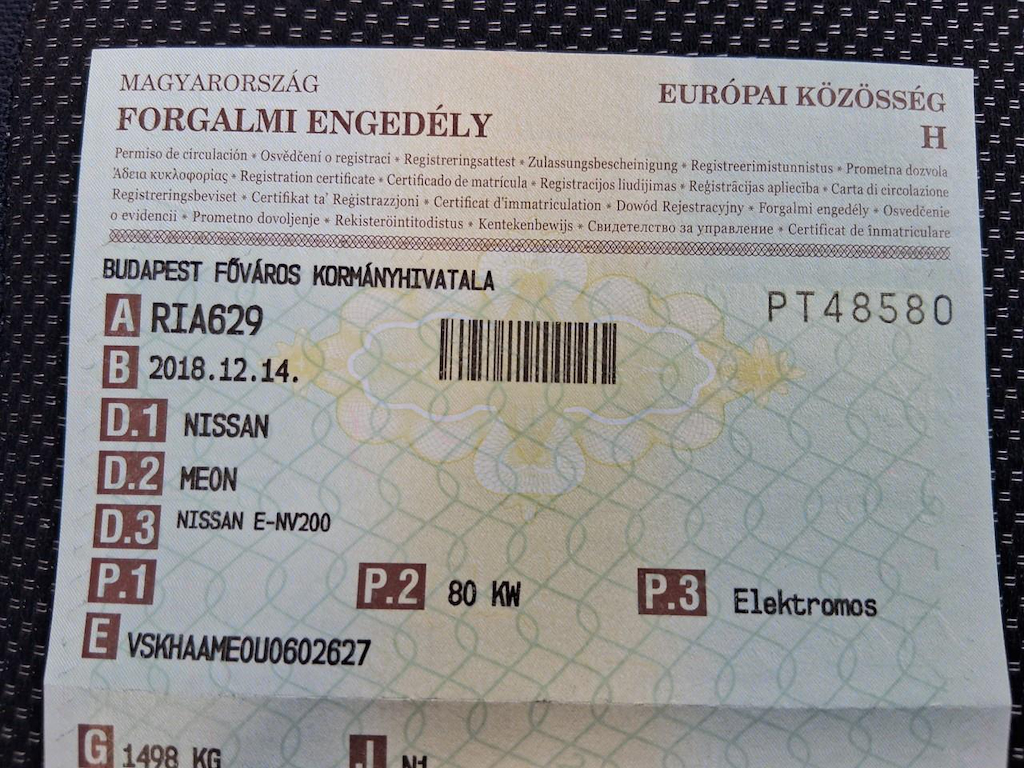 MAGYARORSZÁG
EURÓPAI KÖZÖSSÉG
FORGALMI ENGEDÉLY
H
Permiso de circulación • Osvědčení o registraci • Registreringsattest • Zulassungsbescheinigung • Registreerimistunnistus • Prometna dozvola
Άδεια κυκλοφορίας • Registration certificate • Certificado de matrícula • Registracijos liudijimas • Reģistrācijas apliecība • Carta di circolazione
Registreringsbeviset • Certifikat ta' Reġistrazzjoni • Certificat d'immatriculation • Dowód Rejestracyjny • Forgalmi engedély • Osvedčenie
o evidencii • Prometno dovoljenje • Rekisteröintitodistus • Kentekenbewijs • Свидетелство за управление • Certificat de înmatriculare
BUDAPEST FŐVÁROS KORMÁNYHIVATALA
PT48580
A RIA629
B 2018.12.14.
D.1 NISSAN
D.2 MEON
D.3 NISSAN E-NV200
P.1 P.2 80 KW P.3 Elektromos
E VSKHAAMEOU0602627
G 1498 KG J N1